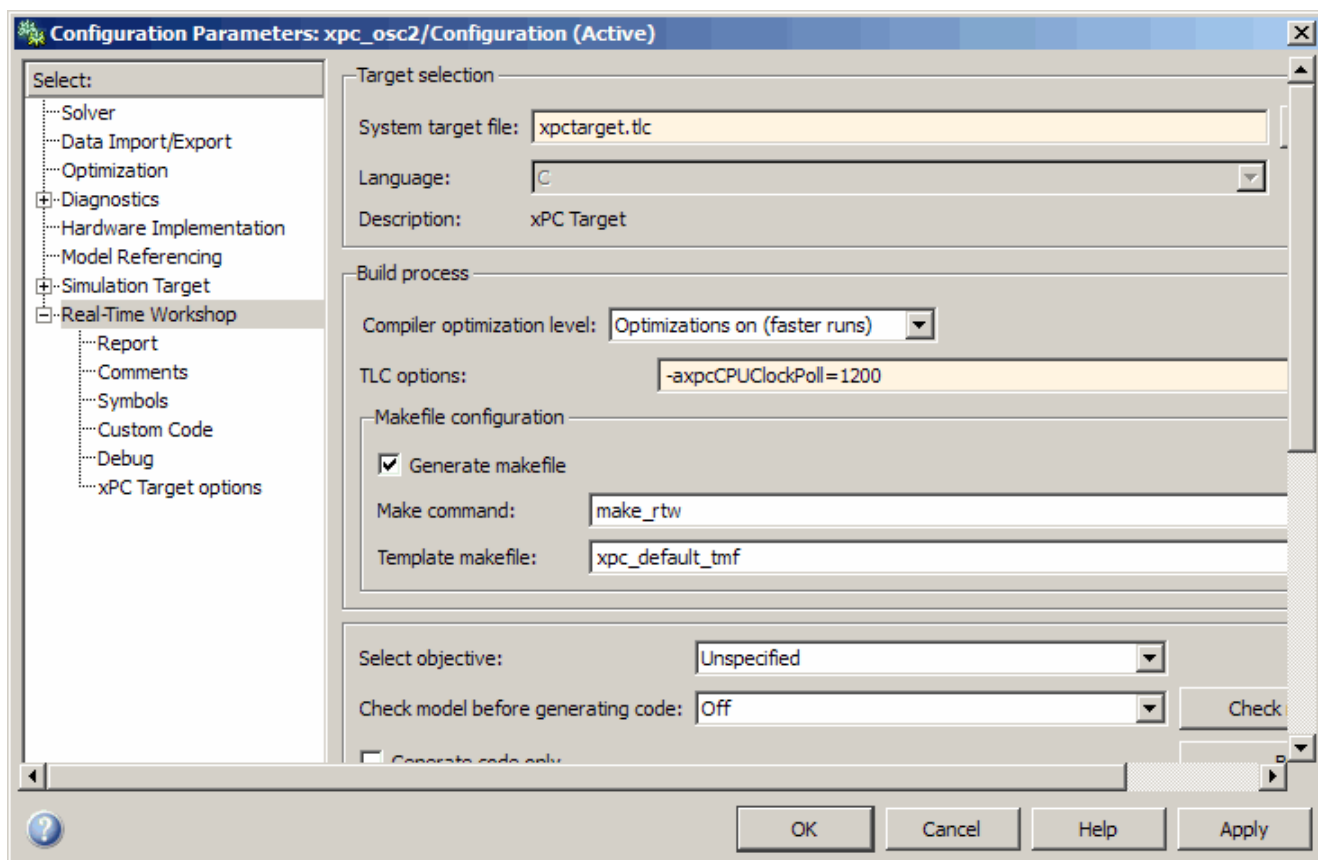 Configuration Parameters: xpc_osc2/Configuration (Active)
Select:
Solver
Data Import/Export
Optimization
Diagnostics
Hardware Implementation
Model Referencing
Simulation Target
Real-Time Workshop
Report
Comments
Symbols
Custom Code
Debug
xPC Target options
Target selection
System target file: xpctarget.tlc
Language: C
Description: xPC Target
Build process
Compiler optimization level: Optimizations on (faster runs)
TLC options: -axpcCPUClockPoll=1200
Makefile configuration
Generate makefile
Make command: make_rtw
Template makefile: xpc_default_tmf
Select objective: Unspecified
Check model before generating code: Off Check
Generate code only
OK Cancel Help Apply